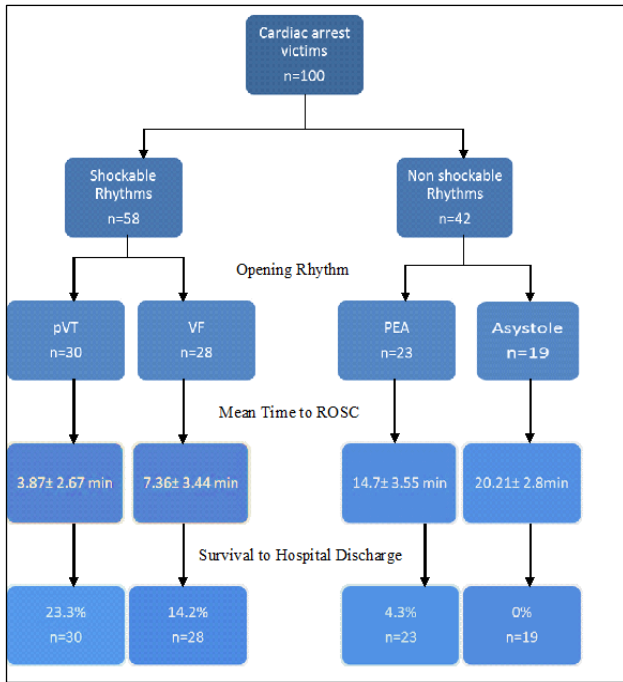 Cardiac arrest
victims
n=100
Shockable
Rhythms
n=58
Non shockable
Rhythms
n=42
Opening Rhythm
pVT
n=30
VF
n=28
PEA
n=23
Asystole
n=19
Mean Time to ROSC
3.87± 2.67 min
7.36± 3.44 min
14.7± 3.55 min
20.21± 2.8min
Survival to Hospital Discharge
23.3%
n=30
14.2%
n=28
4.3%
n=23
0%
n=19